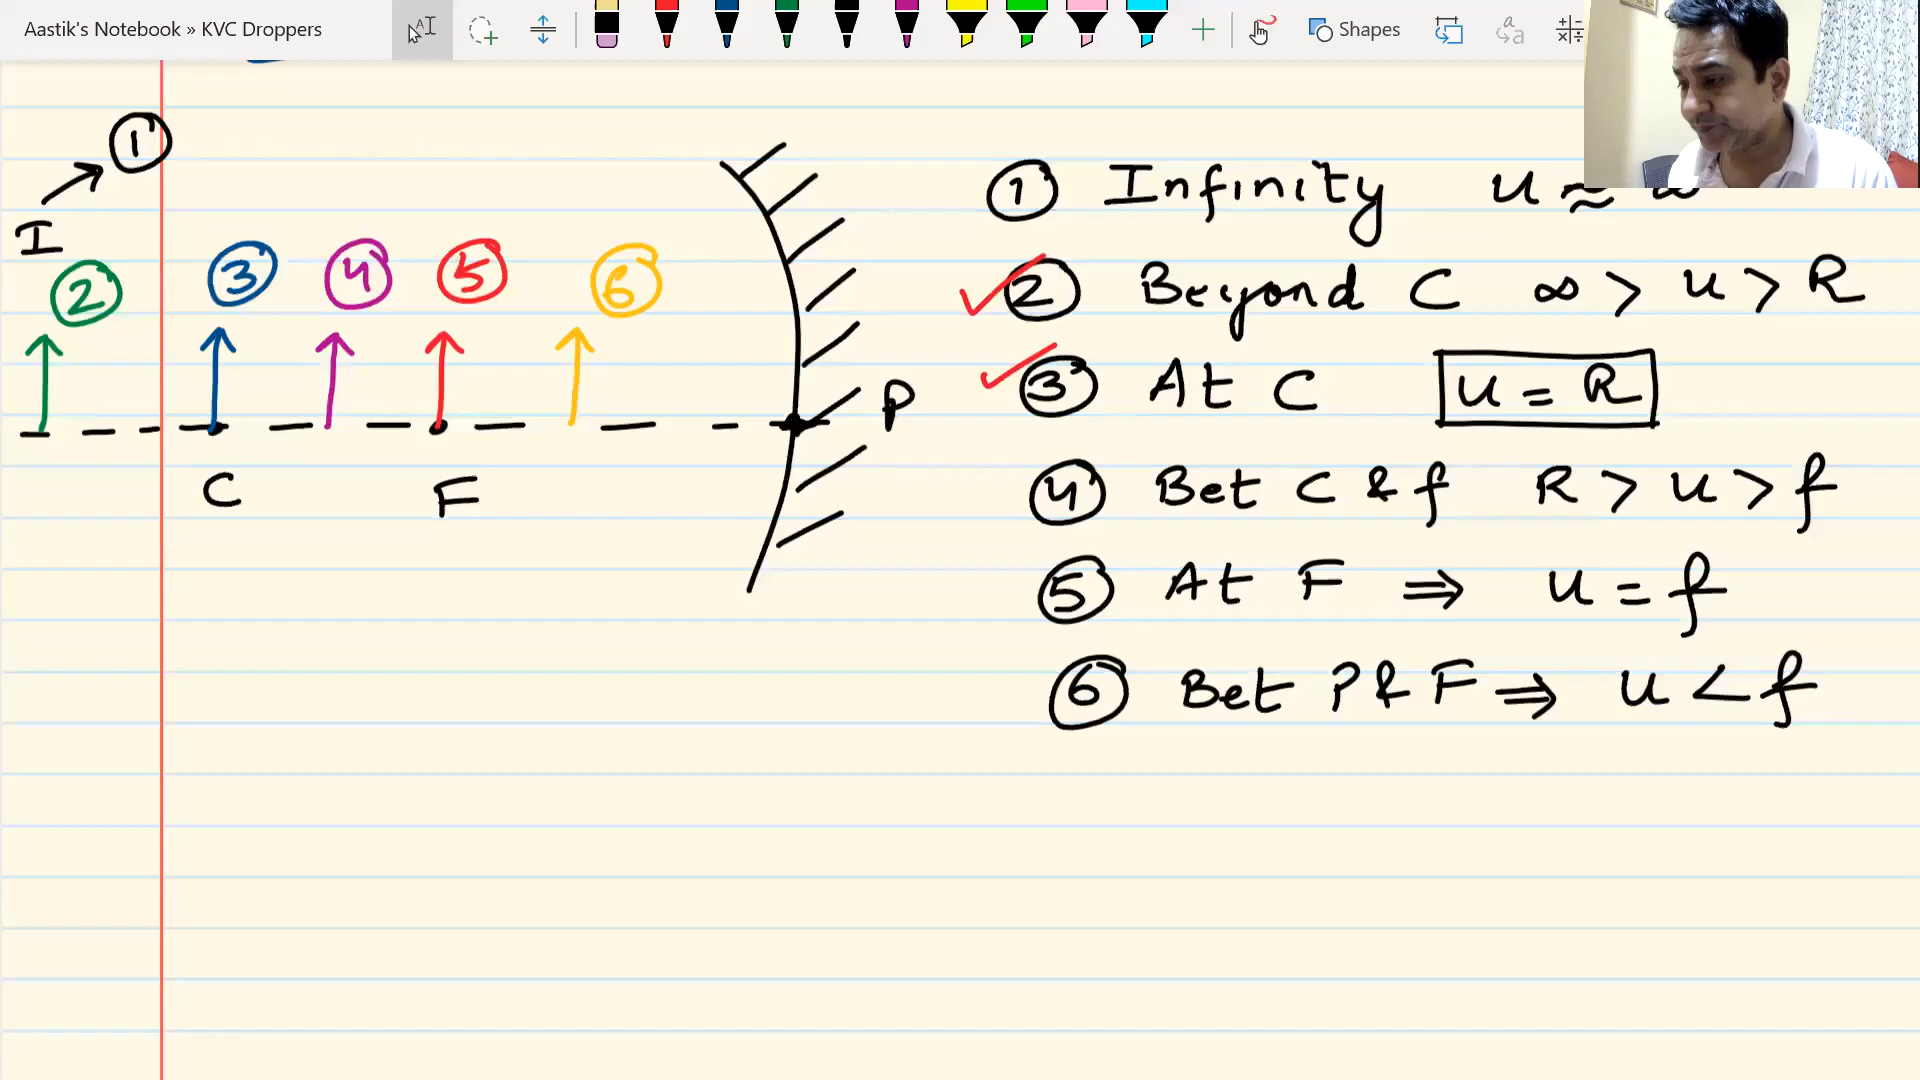 Aastik's Notebook » KVC Droppers
Shapes
① Infinity u ≈ ∞
② Beyond C ∞ > u > R
③ At C u = R
④ Bet C & f R > u > f
⑤ At F ⇒ u = f
⑥ Bet P & F ⇒ u < f
I → ①
② ③ ④ ⑤ ⑥
P
C F